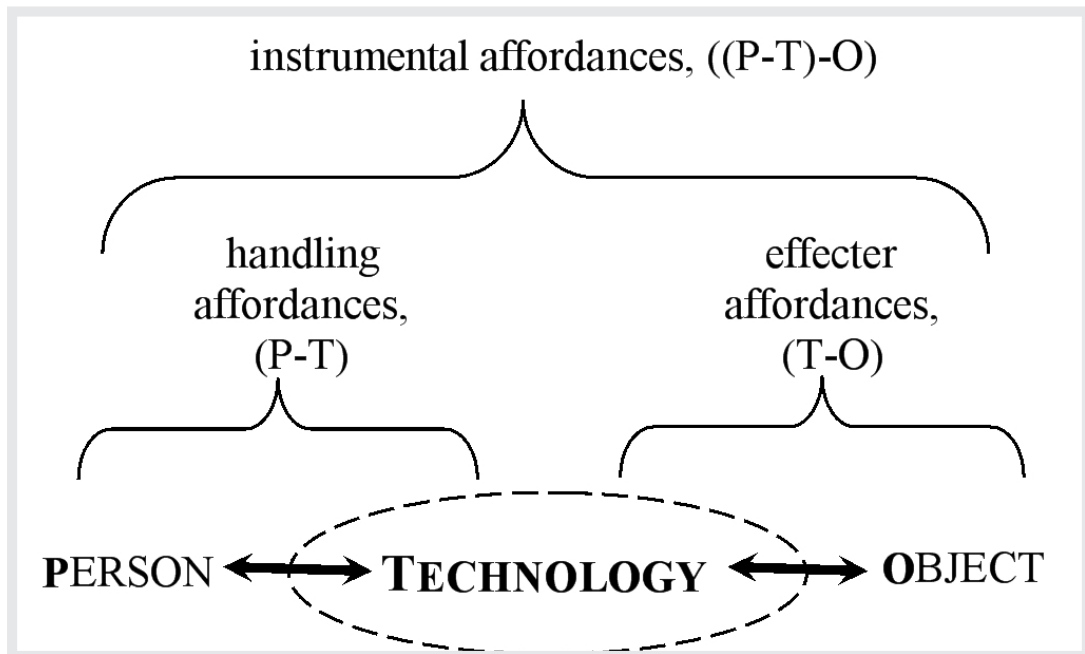 instrumental affordances, ((P-T)-O)
handling
affordances,
(P-T)
effecter
affordances,
(T-O)
PERSON TECHNOLOGY OBJECT